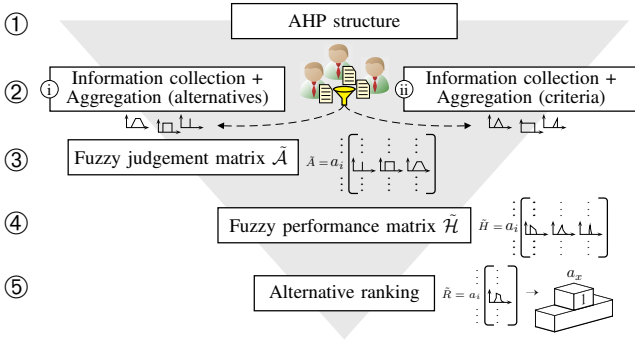 ① AHP structure
② i Information collection +
Aggregation (alternatives)
ii Information collection +
Aggregation (criteria)
③ Fuzzy judgement matrix 𝒜̃ Ã = aᵢ
④ Fuzzy performance matrix ℋ̃ H̃ = aᵢ
⑤ Alternative ranking R̃ = aᵢ →
aₓ
1